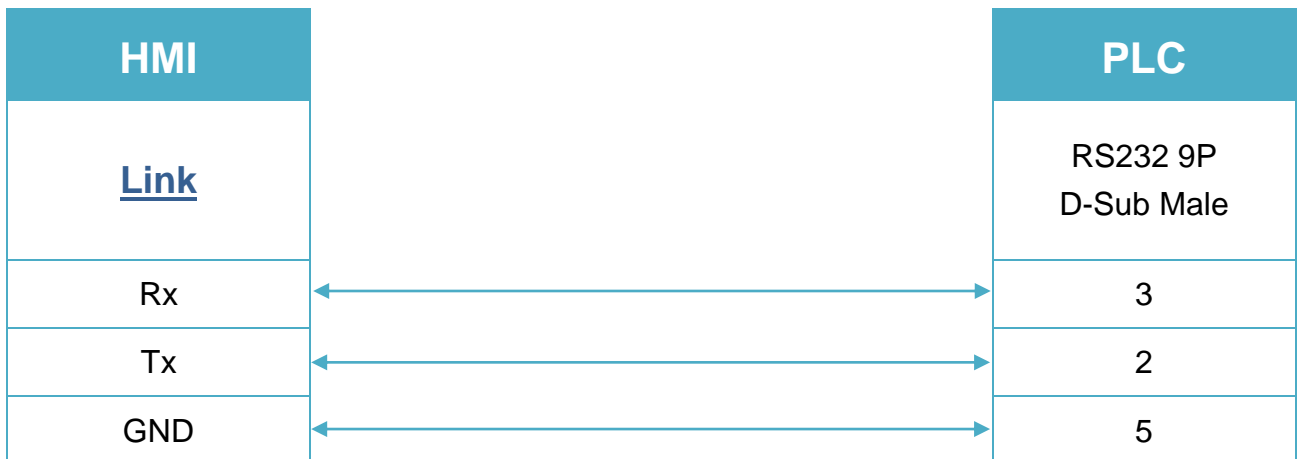 HMI
PLC
Link
RS232 9P
D-Sub Male
Rx
3
Tx
2
GND
5